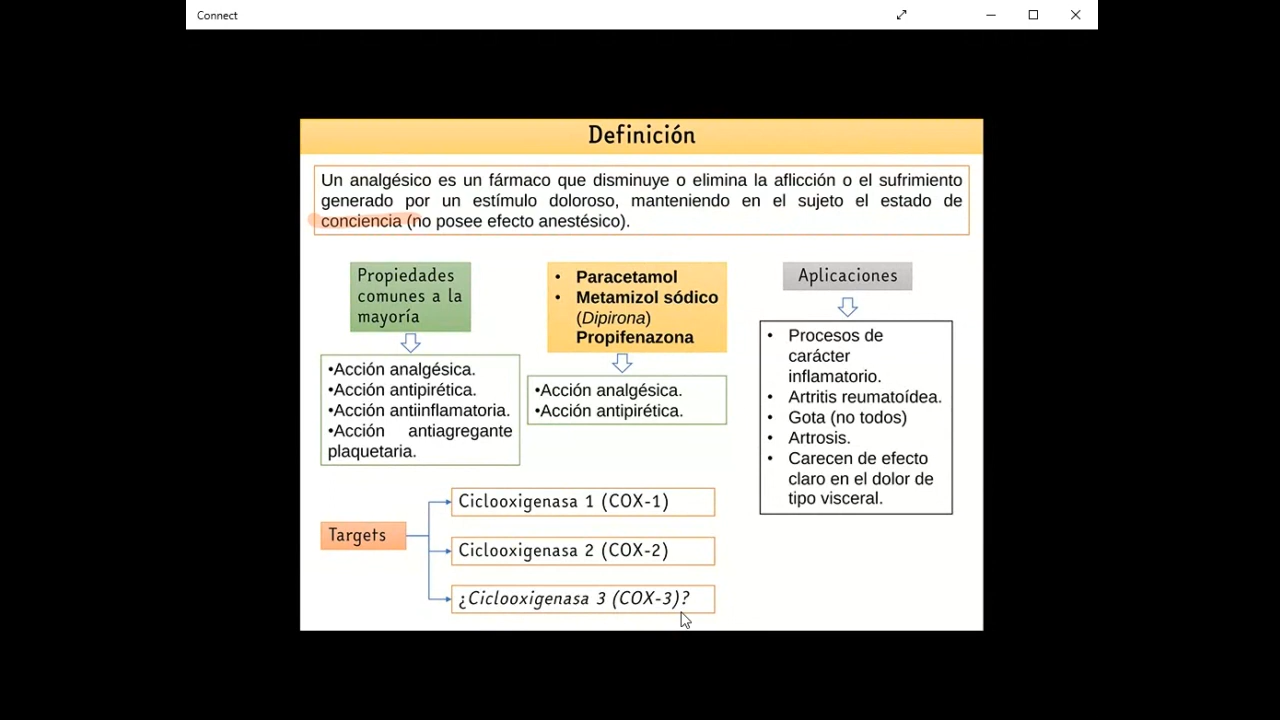 Connect
Definición
Un analgésico es un fármaco que disminuye o elimina la aflicción o el sufrimiento
generado por un estímulo doloroso, manteniendo en el sujeto el estado de
conciencia (no posee efecto anestésico).
Propiedades
comunes a la
mayoría
•Acción analgésica.
•Acción antipirética.
•Acción antiinflamatoria.
•Acción antiagregante
plaquetaria.
• Paracetamol
• Metamizol sódico
(Dipirona)
Propifenazona
•Acción analgésica.
•Acción antipirética.
Aplicaciones
• Procesos de
carácter
inflamatorio.
• Artritis reumatoídea.
• Gota (no todos)
• Artrosis.
• Carecen de efecto
claro en el dolor de
tipo visceral.
Targets
Ciclooxigenasa 1 (COX-1)
Ciclooxigenasa 2 (COX-2)
¿Ciclooxigenasa 3 (COX-3)?